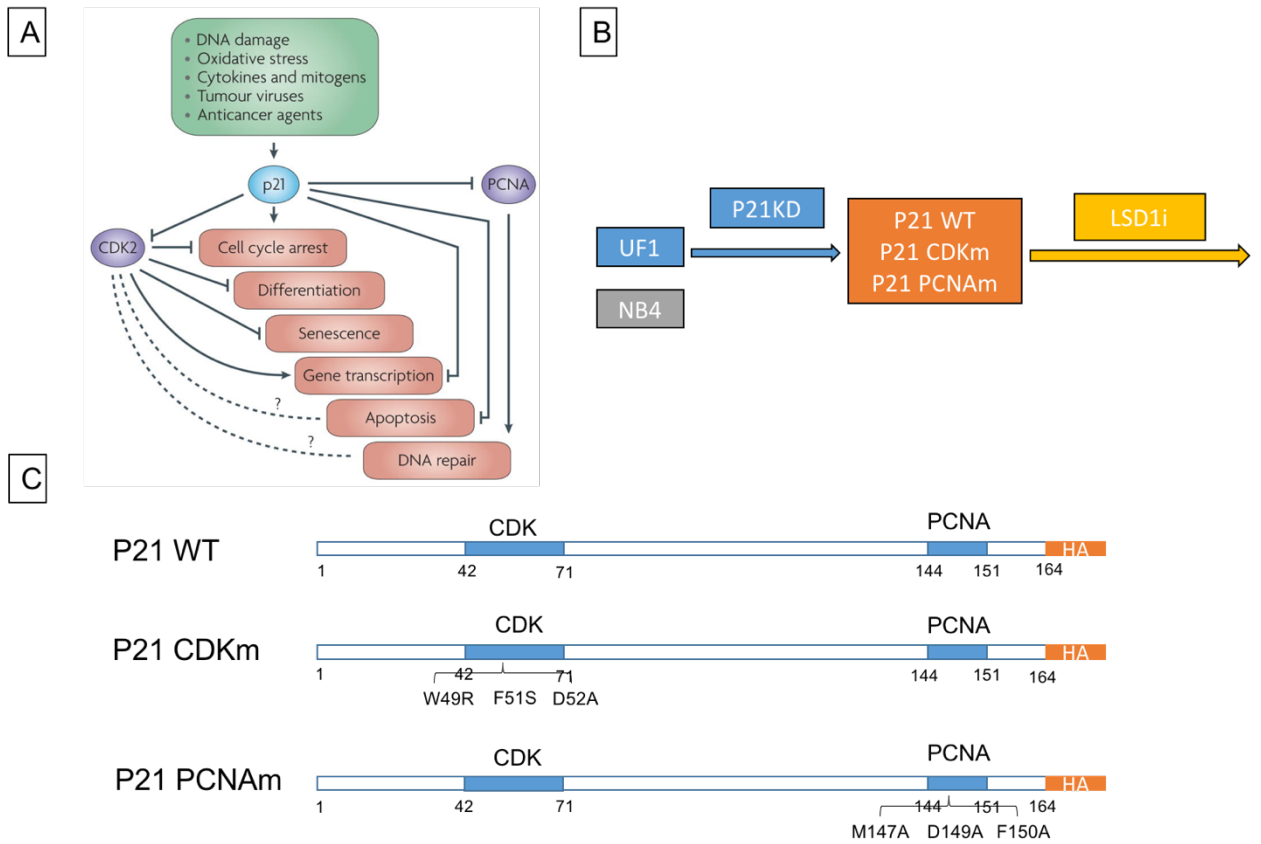 A
• DNA damage
• Oxidative stress
• Cytokines and mitogens
• Tumour viruses
• Anticancer agents
p21
PCNA
CDK2
Cell cycle arrest
Differentiation
Senescence
Gene transcription
?
Apoptosis
?
DNA repair
B
UF1
NB4
P21KD
P21 WT
P21 CDKm
P21 PCNAm
LSD1i
C
P21 WT
CDK
PCNA
HA
1
42
71
144
151
164
P21 CDKm
CDK
PCNA
HA
1
42
71
144
151
164
W49R
F51S
D52A
P21 PCNAm
CDK
PCNA
HA
1
42
71
144
151
164
M147A
D149A
F150A